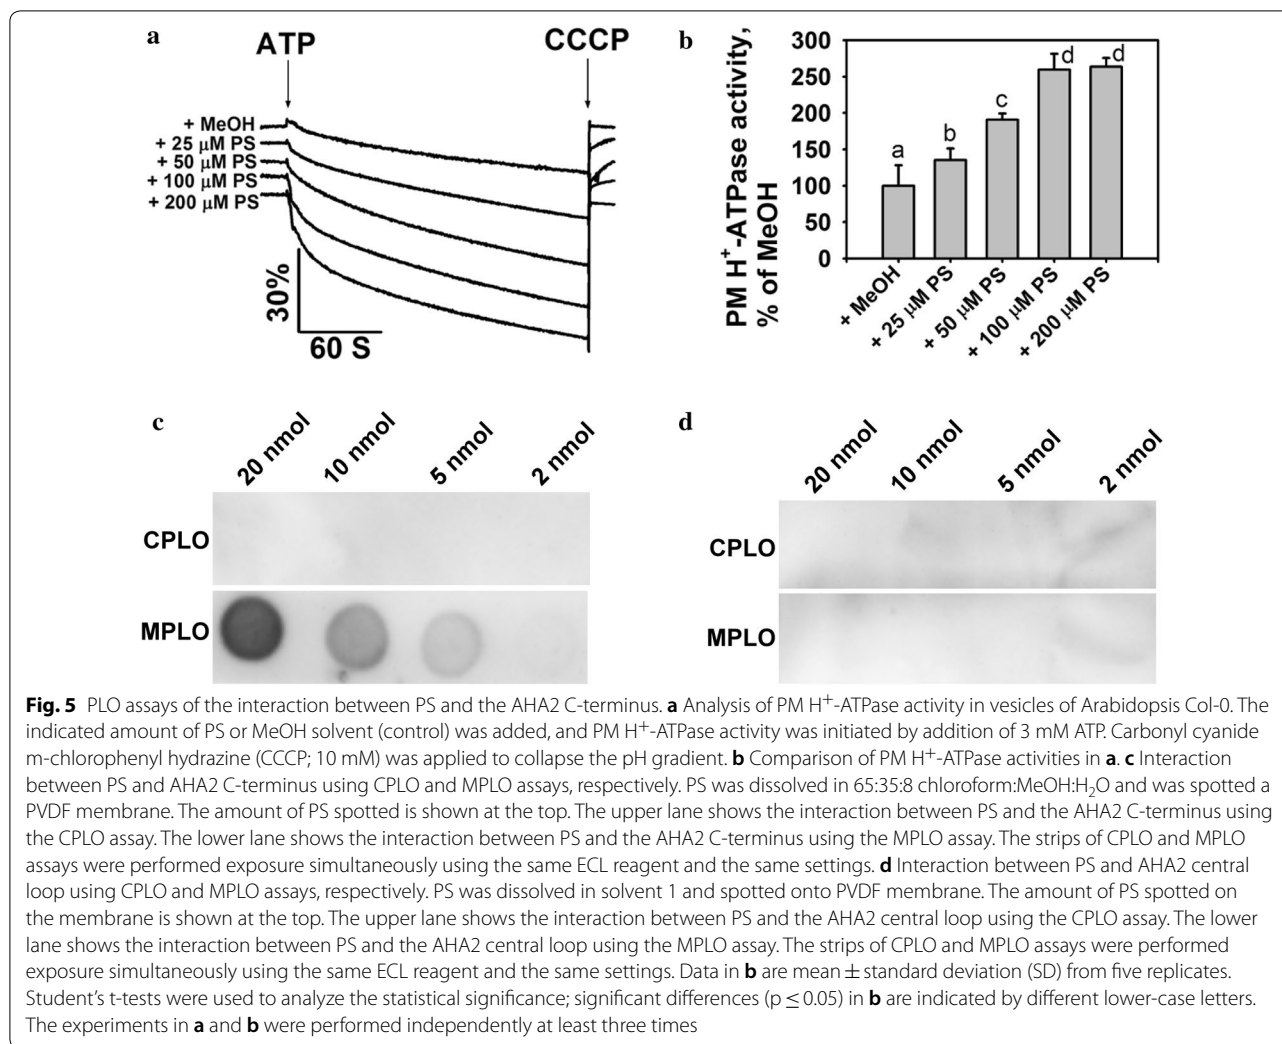 a
ATP
CCCP
+ MeOH
+ 25 μM PS
+ 50 μM PS
+ 100 μM PS
+ 200 μM PS
30%
60 S
b
PM H+-ATPase activity,
% of MeOH
300
250
200
150
100
50
0
a
b
c
d
d
+ MeOH
+ 25 μM PS
+ 50 μM PS
+ 100 μM PS
+ 200 μM PS
c
20 nmol
10 nmol
5 nmol
2 nmol
CPLO
MPLO
d
20 nmol
10 nmol
5 nmol
2 nmol
CPLO
MPLO
Fig. 5 PLO assays of the interaction between PS and the AHA2 C-terminus. a Analysis of PM H+-ATPase activity in vesicles of Arabidopsis Col-0. The
indicated amount of PS or MeOH solvent (control) was added, and PM H+-ATPase activity was initiated by addition of 3 mM ATP. Carbonyl cyanide
m-chlorophenyl hydrazine (CCCP; 10 mM) was applied to collapse the pH gradient. b Comparison of PM H+-ATPase activities in a. c Interaction
between PS and AHA2 C-terminus using CPLO and MPLO assays, respectively. PS was dissolved in 65:35:8 chloroform:MeOH:H2O and was spotted a
PVDF membrane. The amount of PS spotted is shown at the top. The upper lane shows the interaction between PS and the AHA2 C-terminus using
the CPLO assay. The lower lane shows the interaction between PS and the AHA2 C-terminus using the MPLO assay. The strips of CPLO and MPLO
assays were performed exposure simultaneously using the same ECL reagent and the same settings. d Interaction between PS and AHA2 central
loop using CPLO and MPLO assays, respectively. PS was dissolved in solvent 1 and spotted onto PVDF membrane. The amount of PS spotted on
the membrane is shown at the top. The upper lane shows the interaction between PS and the AHA2 central loop using the CPLO assay. The lower
lane shows the interaction between PS and the AHA2 central loop using the MPLO assay. The strips of CPLO and MPLO assays were performed
exposure simultaneously using the same ECL reagent and the same settings. Data in b are mean ± standard deviation (SD) from five replicates.
Student's t-tests were used to analyze the statistical significance; significant differences (p ≤ 0.05) in b are indicated by different lower-case letters.
The experiments in a and b were performed independently at least three times